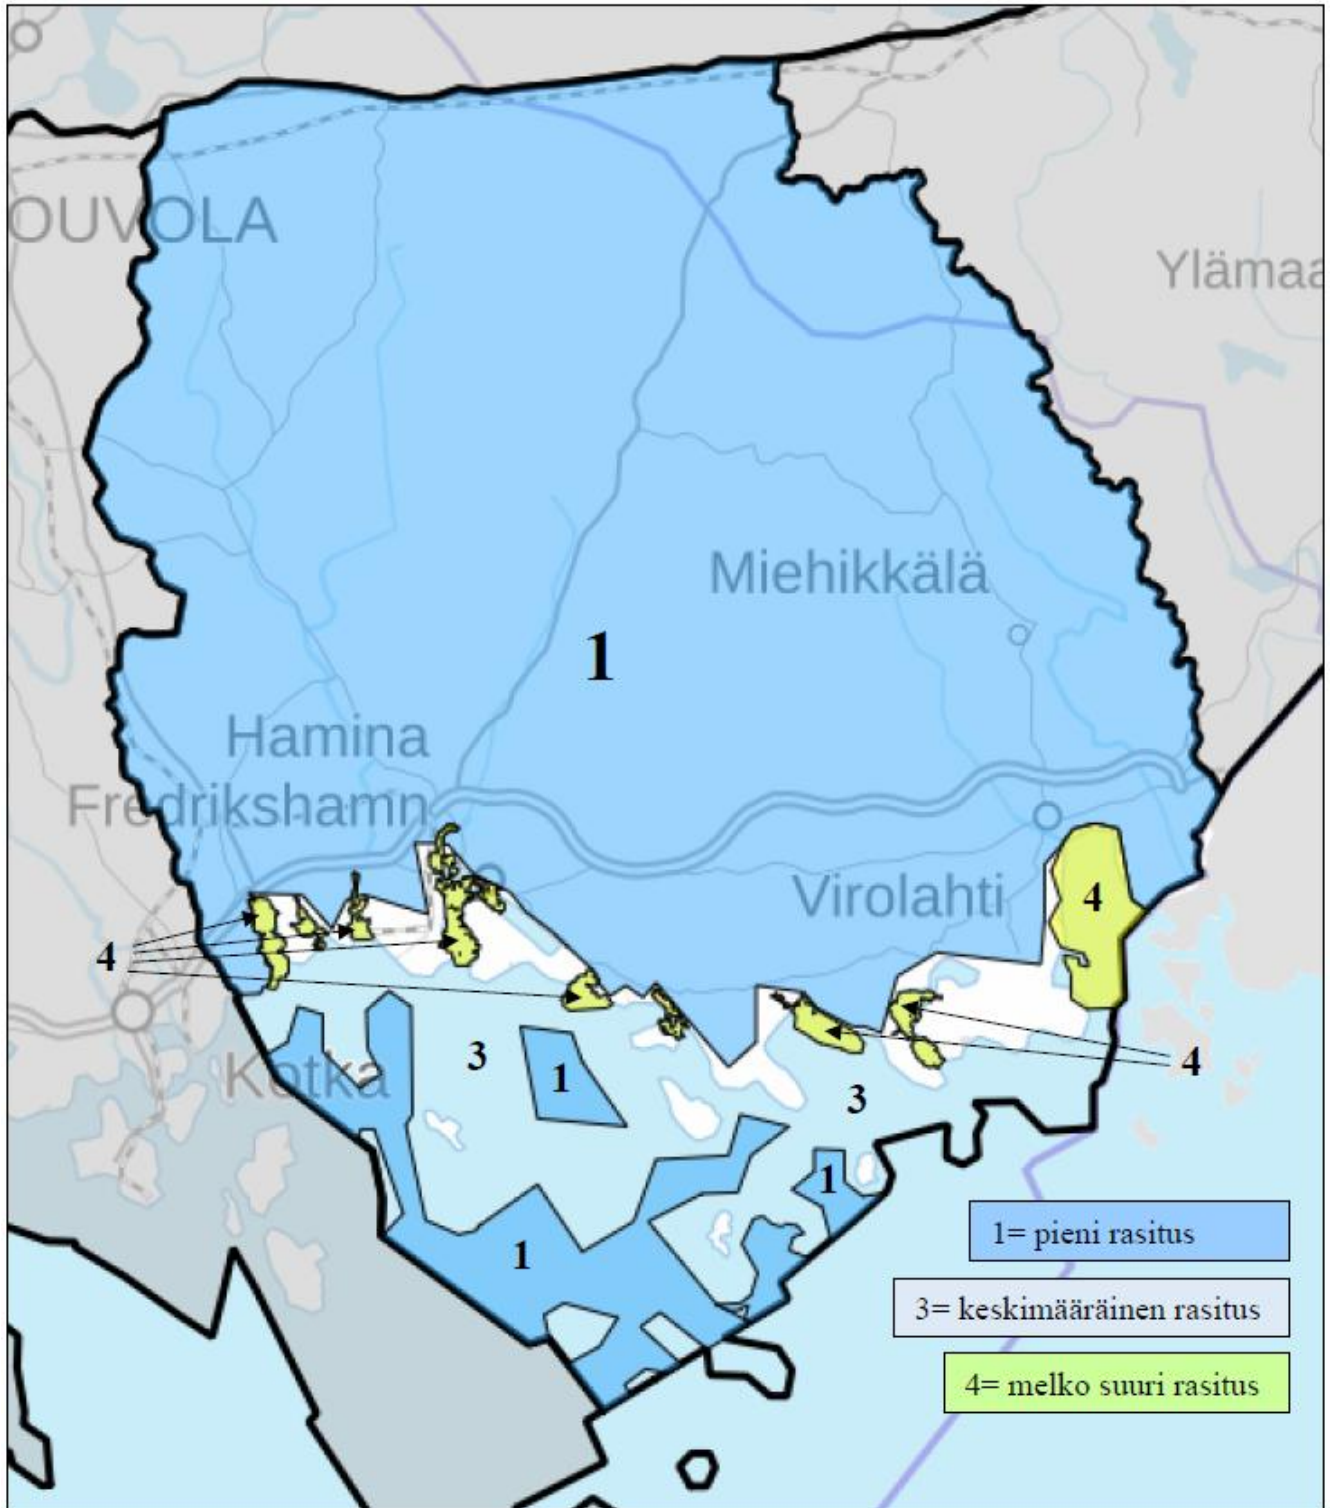 OUVOLA
Ylämaa
Miehikkälä
1
Hamina
Fredrikshamn
Virolahti
4
4
3
1
Kotka
3
4
1
1
1= pieni rasitus
3= keskimääräinen rasitus
4= melko suuri rasitus